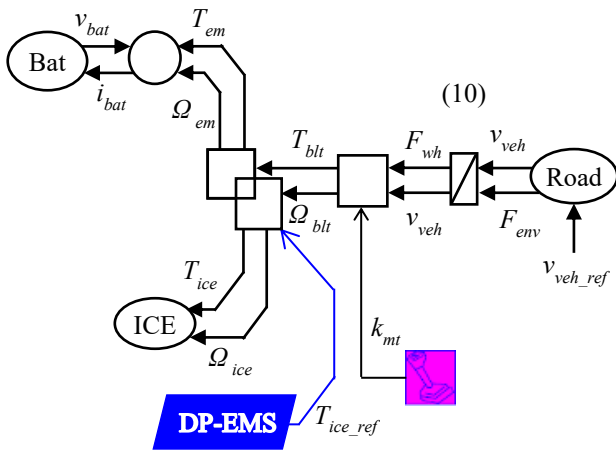 v_bat
T_em
Bat
i_bat
Ω_em
(10)
T_blt
F_wh
v_veh
Road
Ω_blt
v_veh
F_env
v_veh_ref
T_ice
ICE
Ω_ice
k_mt
DP-EMS
T_ice_ref